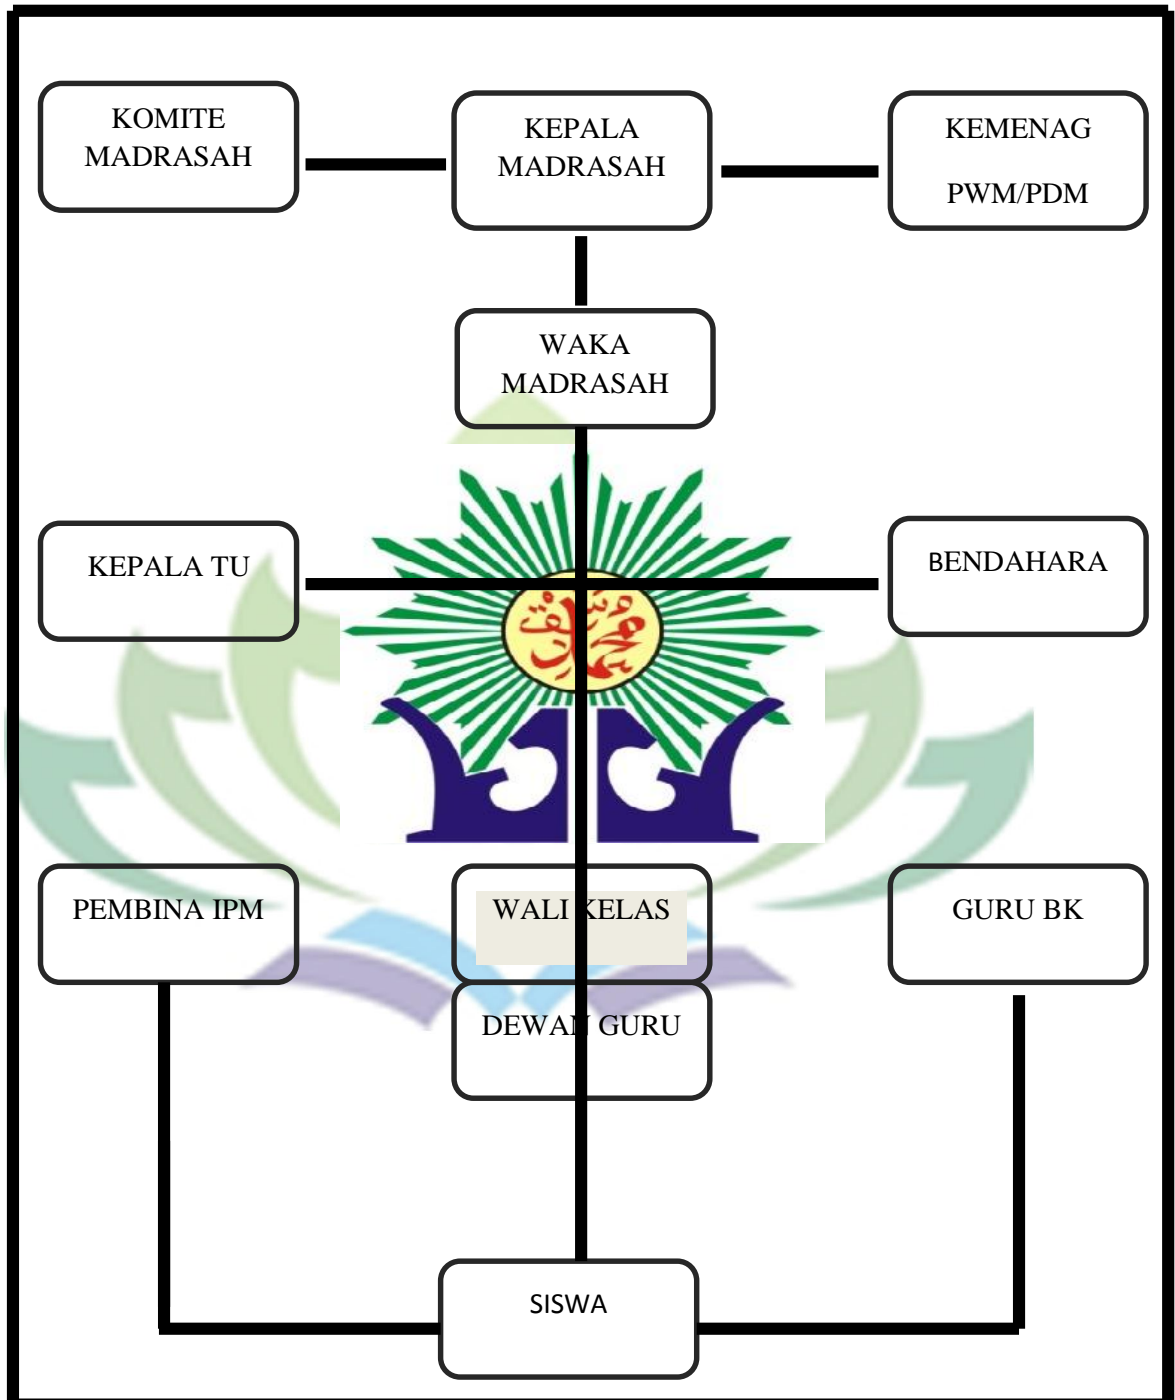 KOMITE
MADRASAH
KEPALA
MADRASAH
KEMENAG
PWM/PDM
WAKA
MADRASAH
KEPALA TU
BENDAHARA
PEMBINA IPM
WALI KELAS
GURU BK
DEWAN GURU
SISWA